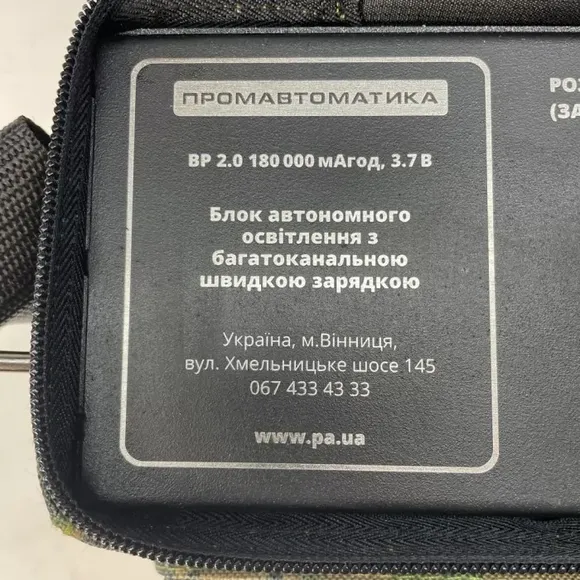 ПРОМАВТОМАТИКА
BP 2.0 180 000 мАгод, 3.7 В
Блок автономного
освітлення з
багатоканальною
швидкою зарядкою
Україна, м.Вінниця,
вул. Хмельницьке шосе 145
067 433 43 33
www.pa.ua